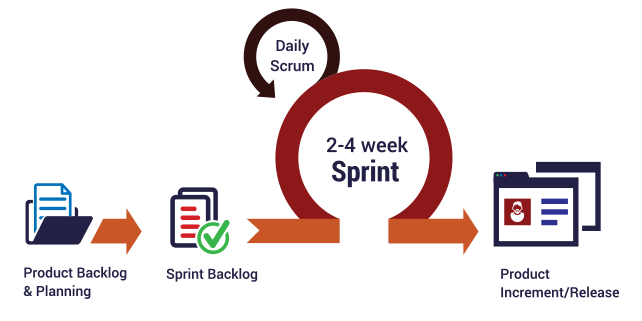 Daily
Scrum
2-4 week
Sprint
Product Backlog
& Planning
Sprint Backlog
Product
Increment/Release